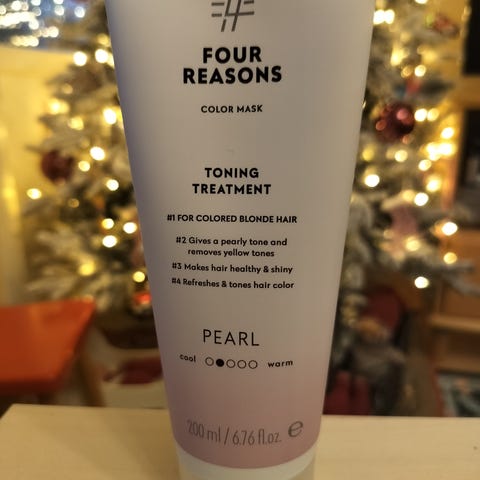 FOUR
REASONS
COLOR MASK
TONING
TREATMENT
#1 FOR COLORED BLONDE HAIR
#2 Gives a pearly tone and
removes yellow tones
#3 Makes hair healthy & shiny
#4 Refreshes & tones hair color
PEARL
cool warm
200 ml / 6.76 fl.oz. ℮